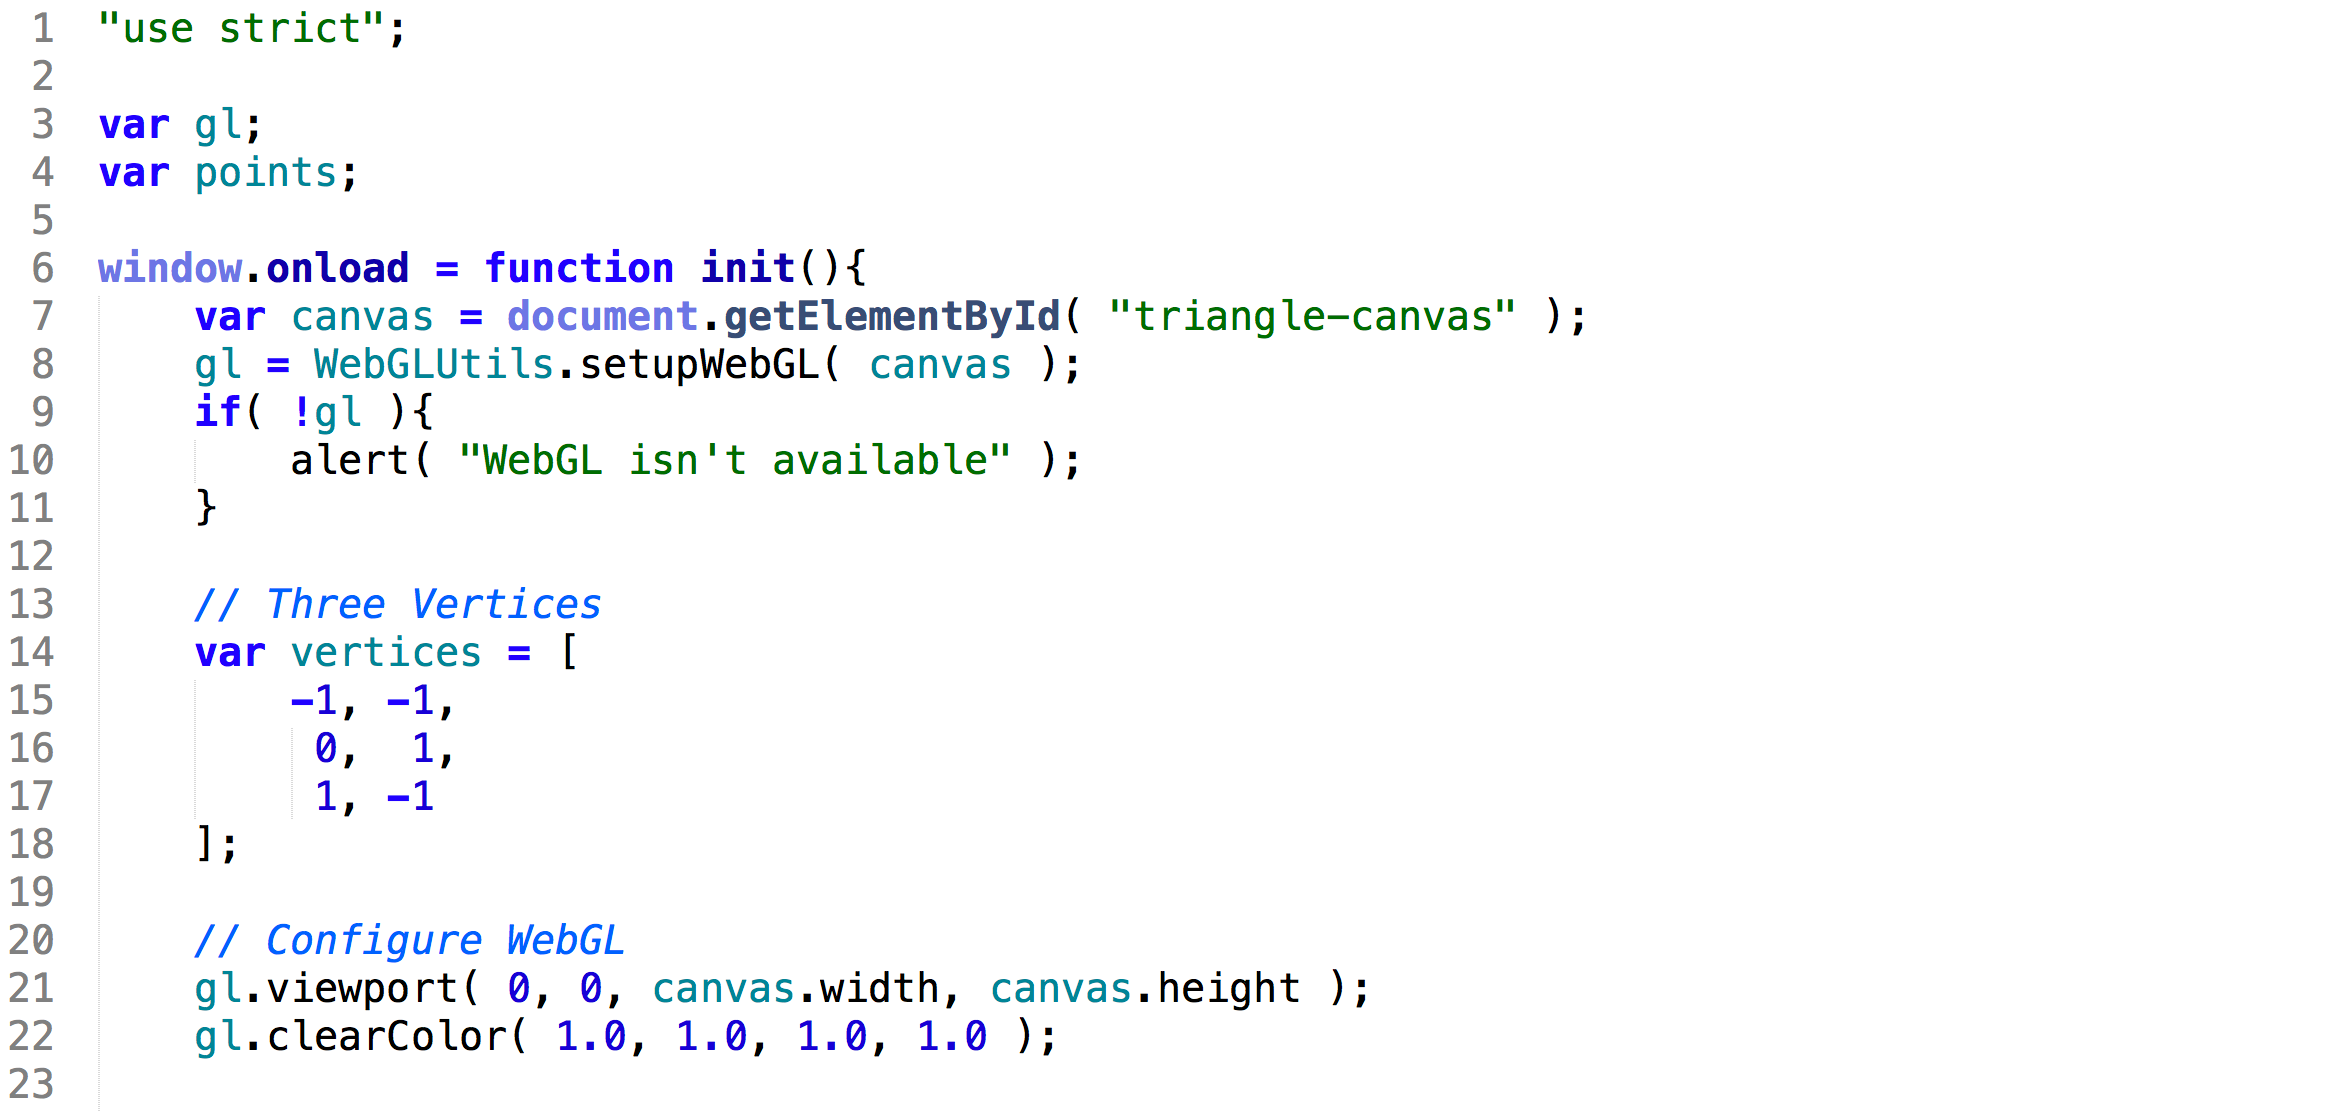 1 "use strict";
2
3 var gl;
4 var points;
5
6 window.onload = function init(){
7     var canvas = document.getElementById( "triangle-canvas" );
8     gl = WebGLUtils.setupWebGL( canvas );
9     if( !gl ){
10         alert( "WebGL isn't available" );
11     }
12
13     // Three Vertices
14     var vertices = [
15         -1, -1,
16          0,  1,
17          1, -1
18     ];
19
20     // Configure WebGL
21     gl.viewport( 0, 0, canvas.width, canvas.height );
22     gl.clearColor( 1.0, 1.0, 1.0, 1.0 );
23